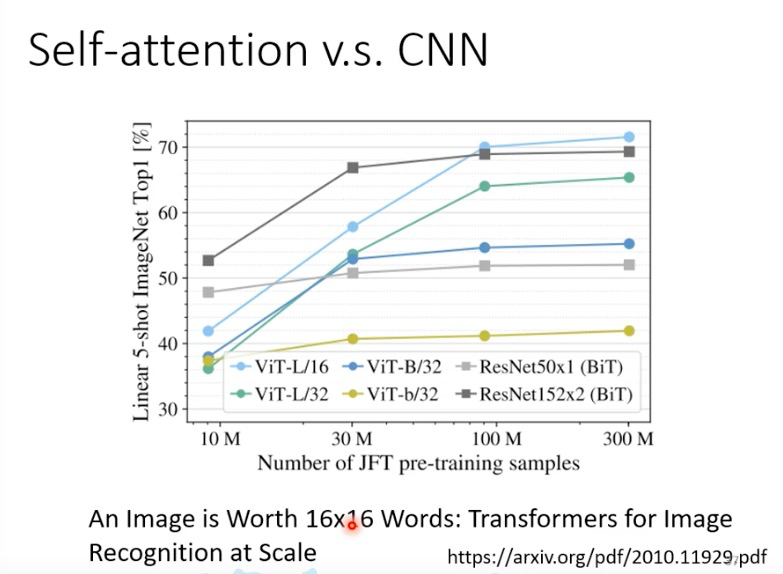 Self-attention v.s. CNN
Linear 5-shot ImageNet Top1 [%]
70
60
50
40
30
ViT-L/16 ViT-B/32 ResNet50x1 (BiT)
ViT-L/32 ViT-b/32 ResNet152x2 (BiT)
10 M 30 M 100 M 300 M
Number of JFT pre-training samples
An Image is Worth 16x16 Words: Transformers for Image
Recognition at Scale
https://arxiv.org/pdf/2010.11929.pdf